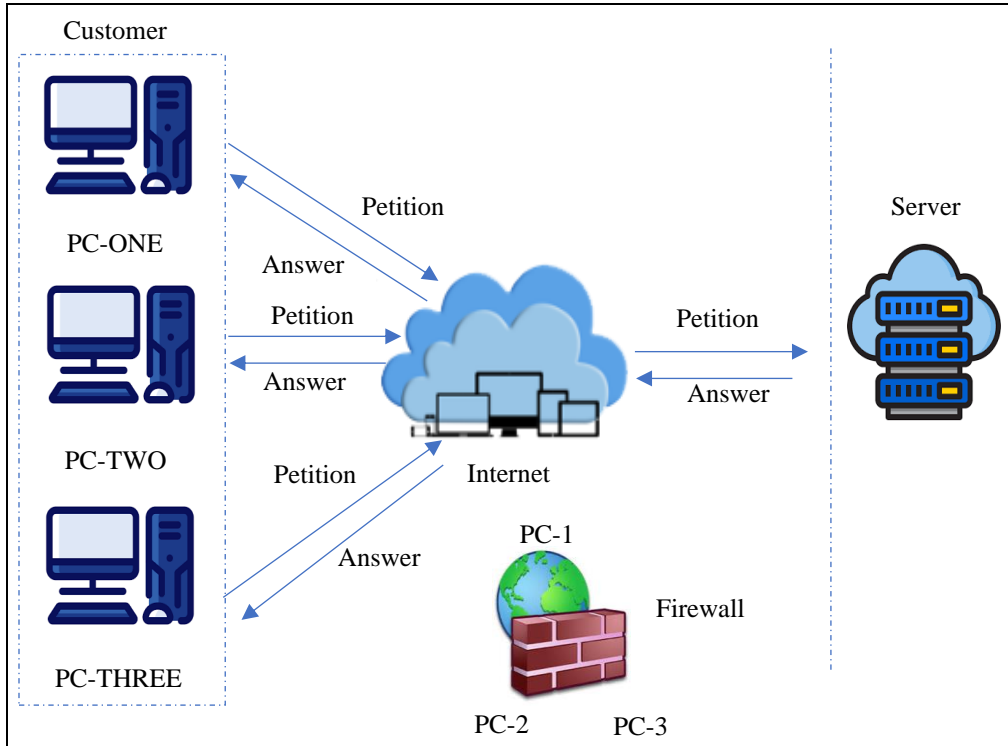 Customer
PC-ONE
PC-TWO
PC-THREE
Petition
Answer
Petition
Answer
Petition
Answer
Internet
Petition
Answer
Server
PC-1
Firewall
PC-2
PC-3